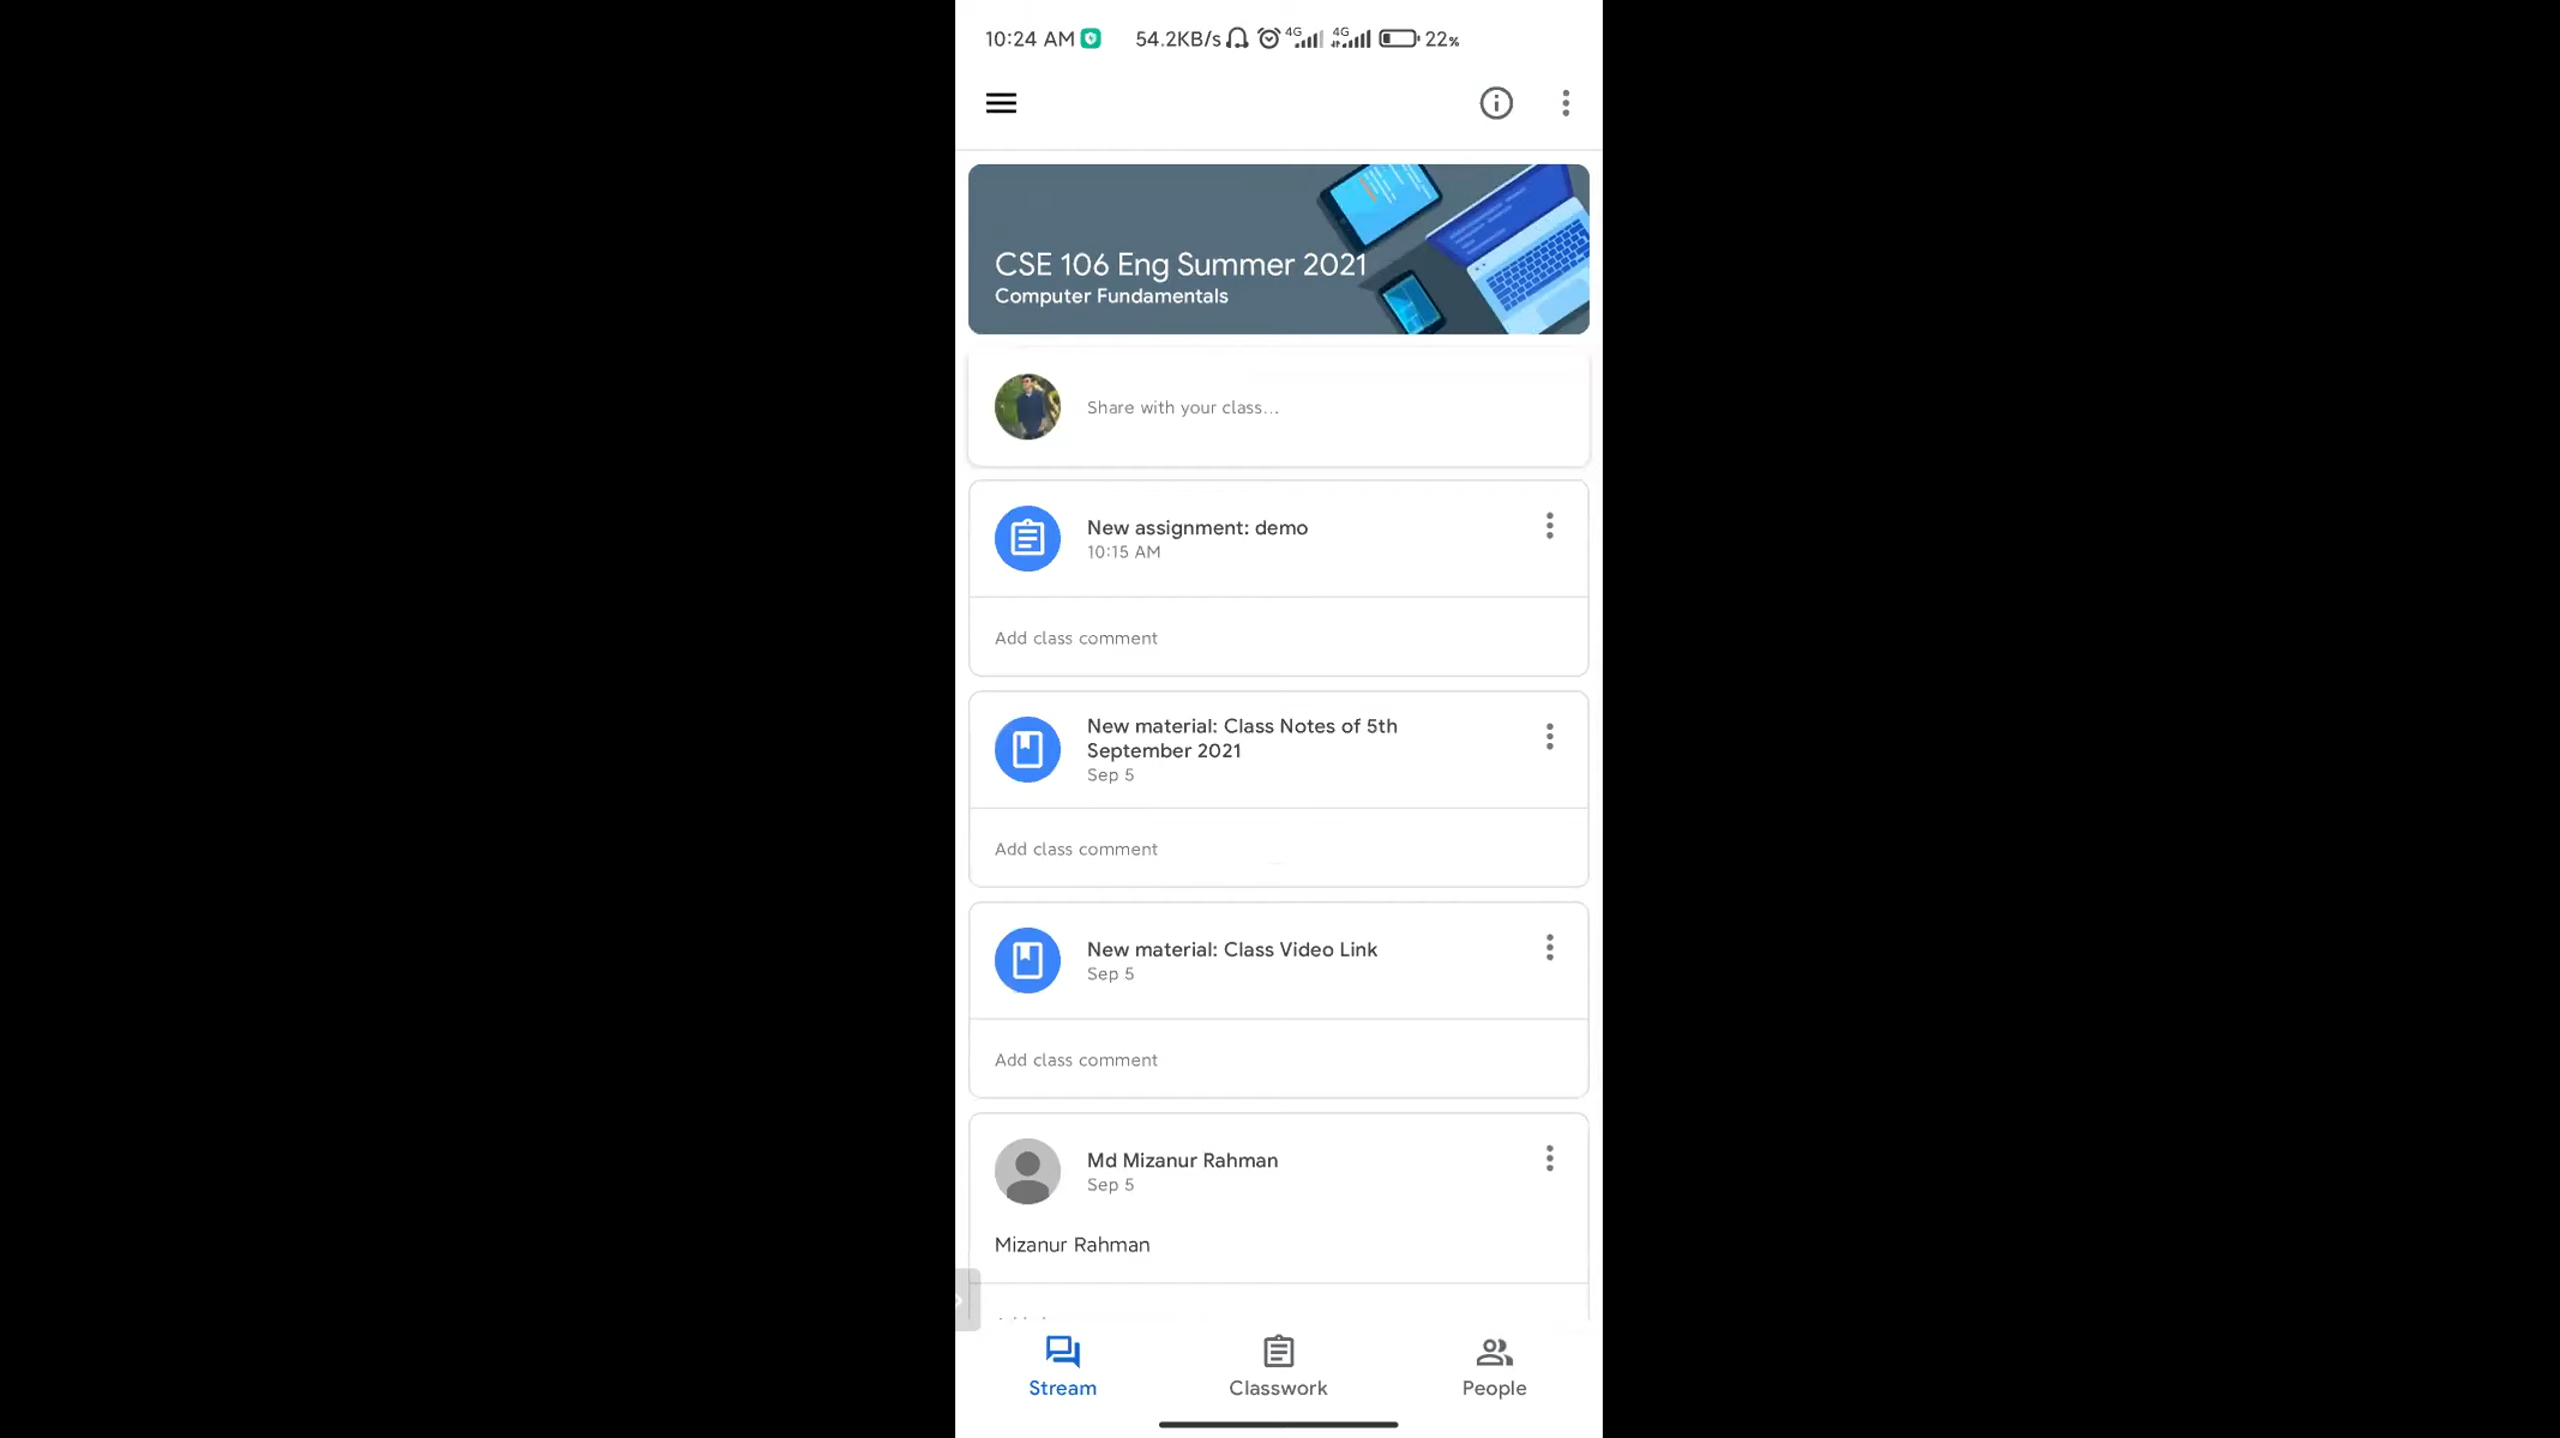 10:24 AM 54.2KB/s 4G 4G 22%
CSE 106 Eng Summer 2021
Computer Fundamentals
Share with your class...
New assignment: demo
10:15 AM
Add class comment
New material: Class Notes of 5th
September 2021
Sep 5
Add class comment
New material: Class Video Link
Sep 5
Add class comment
Md Mizanur Rahman
Sep 5
Mizanur Rahman
Stream Classwork People